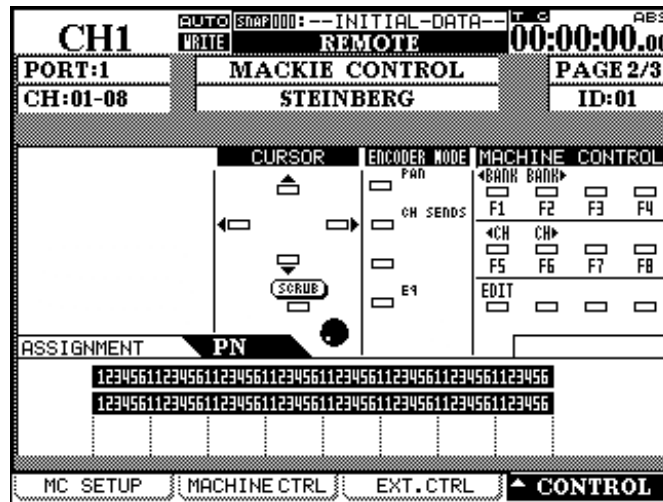 CH1 AUTO SNAP000:--INITIAL-DATA-- T C ABS
WRITE REMOTE 00:00:00.00
PORT:1 MACKIE CONTROL PAGE 2/3
CH:01-08 STEINBERG ID:01
CURSOR ENCODER MODE MACHINE CONTROL
PAN BANK BANK
F1 F2 F3 F4
CH SENDS CH CH
F5 F6 F7 F8
SCRUB EQ EDIT
ASSIGNMENT PN
1234561123456112345611234561123456112345611234561123456
1234561123456112345611234561123456112345611234561123456
MC SETUP MACHINE CTRL EXT.CTRL CONTROL